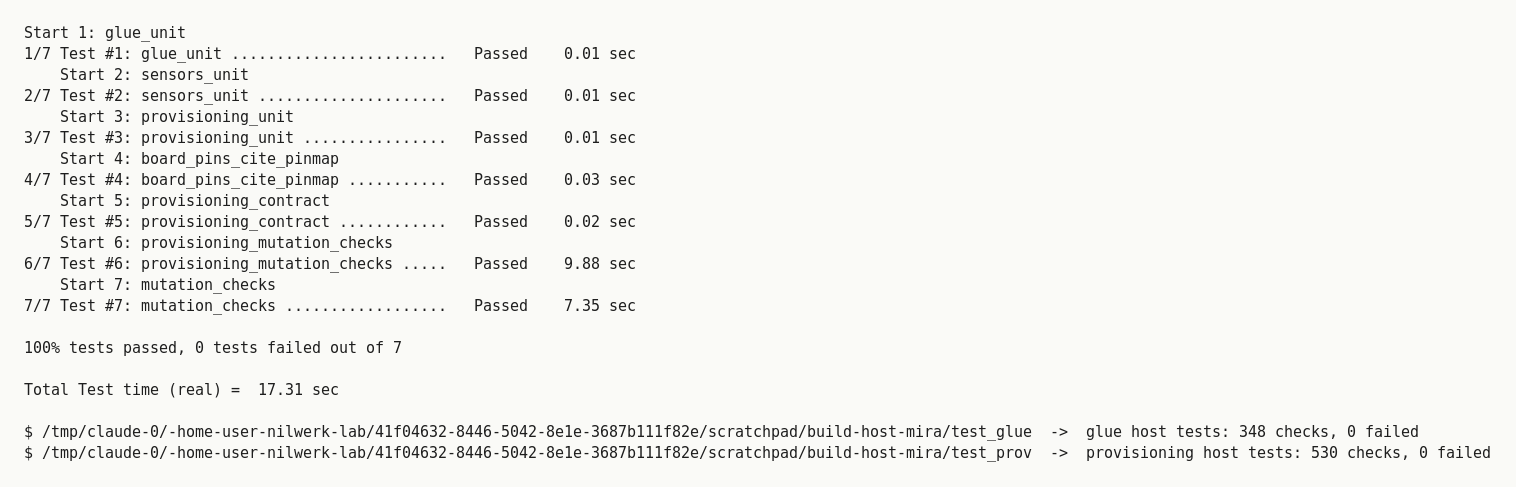 Start 1: glue_unit
1/7 Test #1: glue_unit ........................   Passed    0.01 sec
    Start 2: sensors_unit
2/7 Test #2: sensors_unit .....................   Passed    0.01 sec
    Start 3: provisioning_unit
3/7 Test #3: provisioning_unit ................   Passed    0.01 sec
    Start 4: board_pins_cite_pinmap
4/7 Test #4: board_pins_cite_pinmap ...........   Passed    0.03 sec
    Start 5: provisioning_contract
5/7 Test #5: provisioning_contract ............   Passed    0.02 sec
    Start 6: provisioning_mutation_checks
6/7 Test #6: provisioning_mutation_checks .....   Passed    9.88 sec
    Start 7: mutation_checks
7/7 Test #7: mutation_checks ..................   Passed    7.35 sec

100% tests passed, 0 tests failed out of 7

Total Test time (real) =  17.31 sec

$ /tmp/claude-0/-home-user-nilwerk-lab/41f04632-8446-5042-8e1e-3687b111f82e/scratchpad/build-host-mira/test_glue  ->  glue host tests: 348 checks, 0 failed
$ /tmp/claude-0/-home-user-nilwerk-lab/41f04632-8446-5042-8e1e-3687b111f82e/scratchpad/build-host-mira/test_prov  ->  provisioning host tests: 530 checks, 0 failed